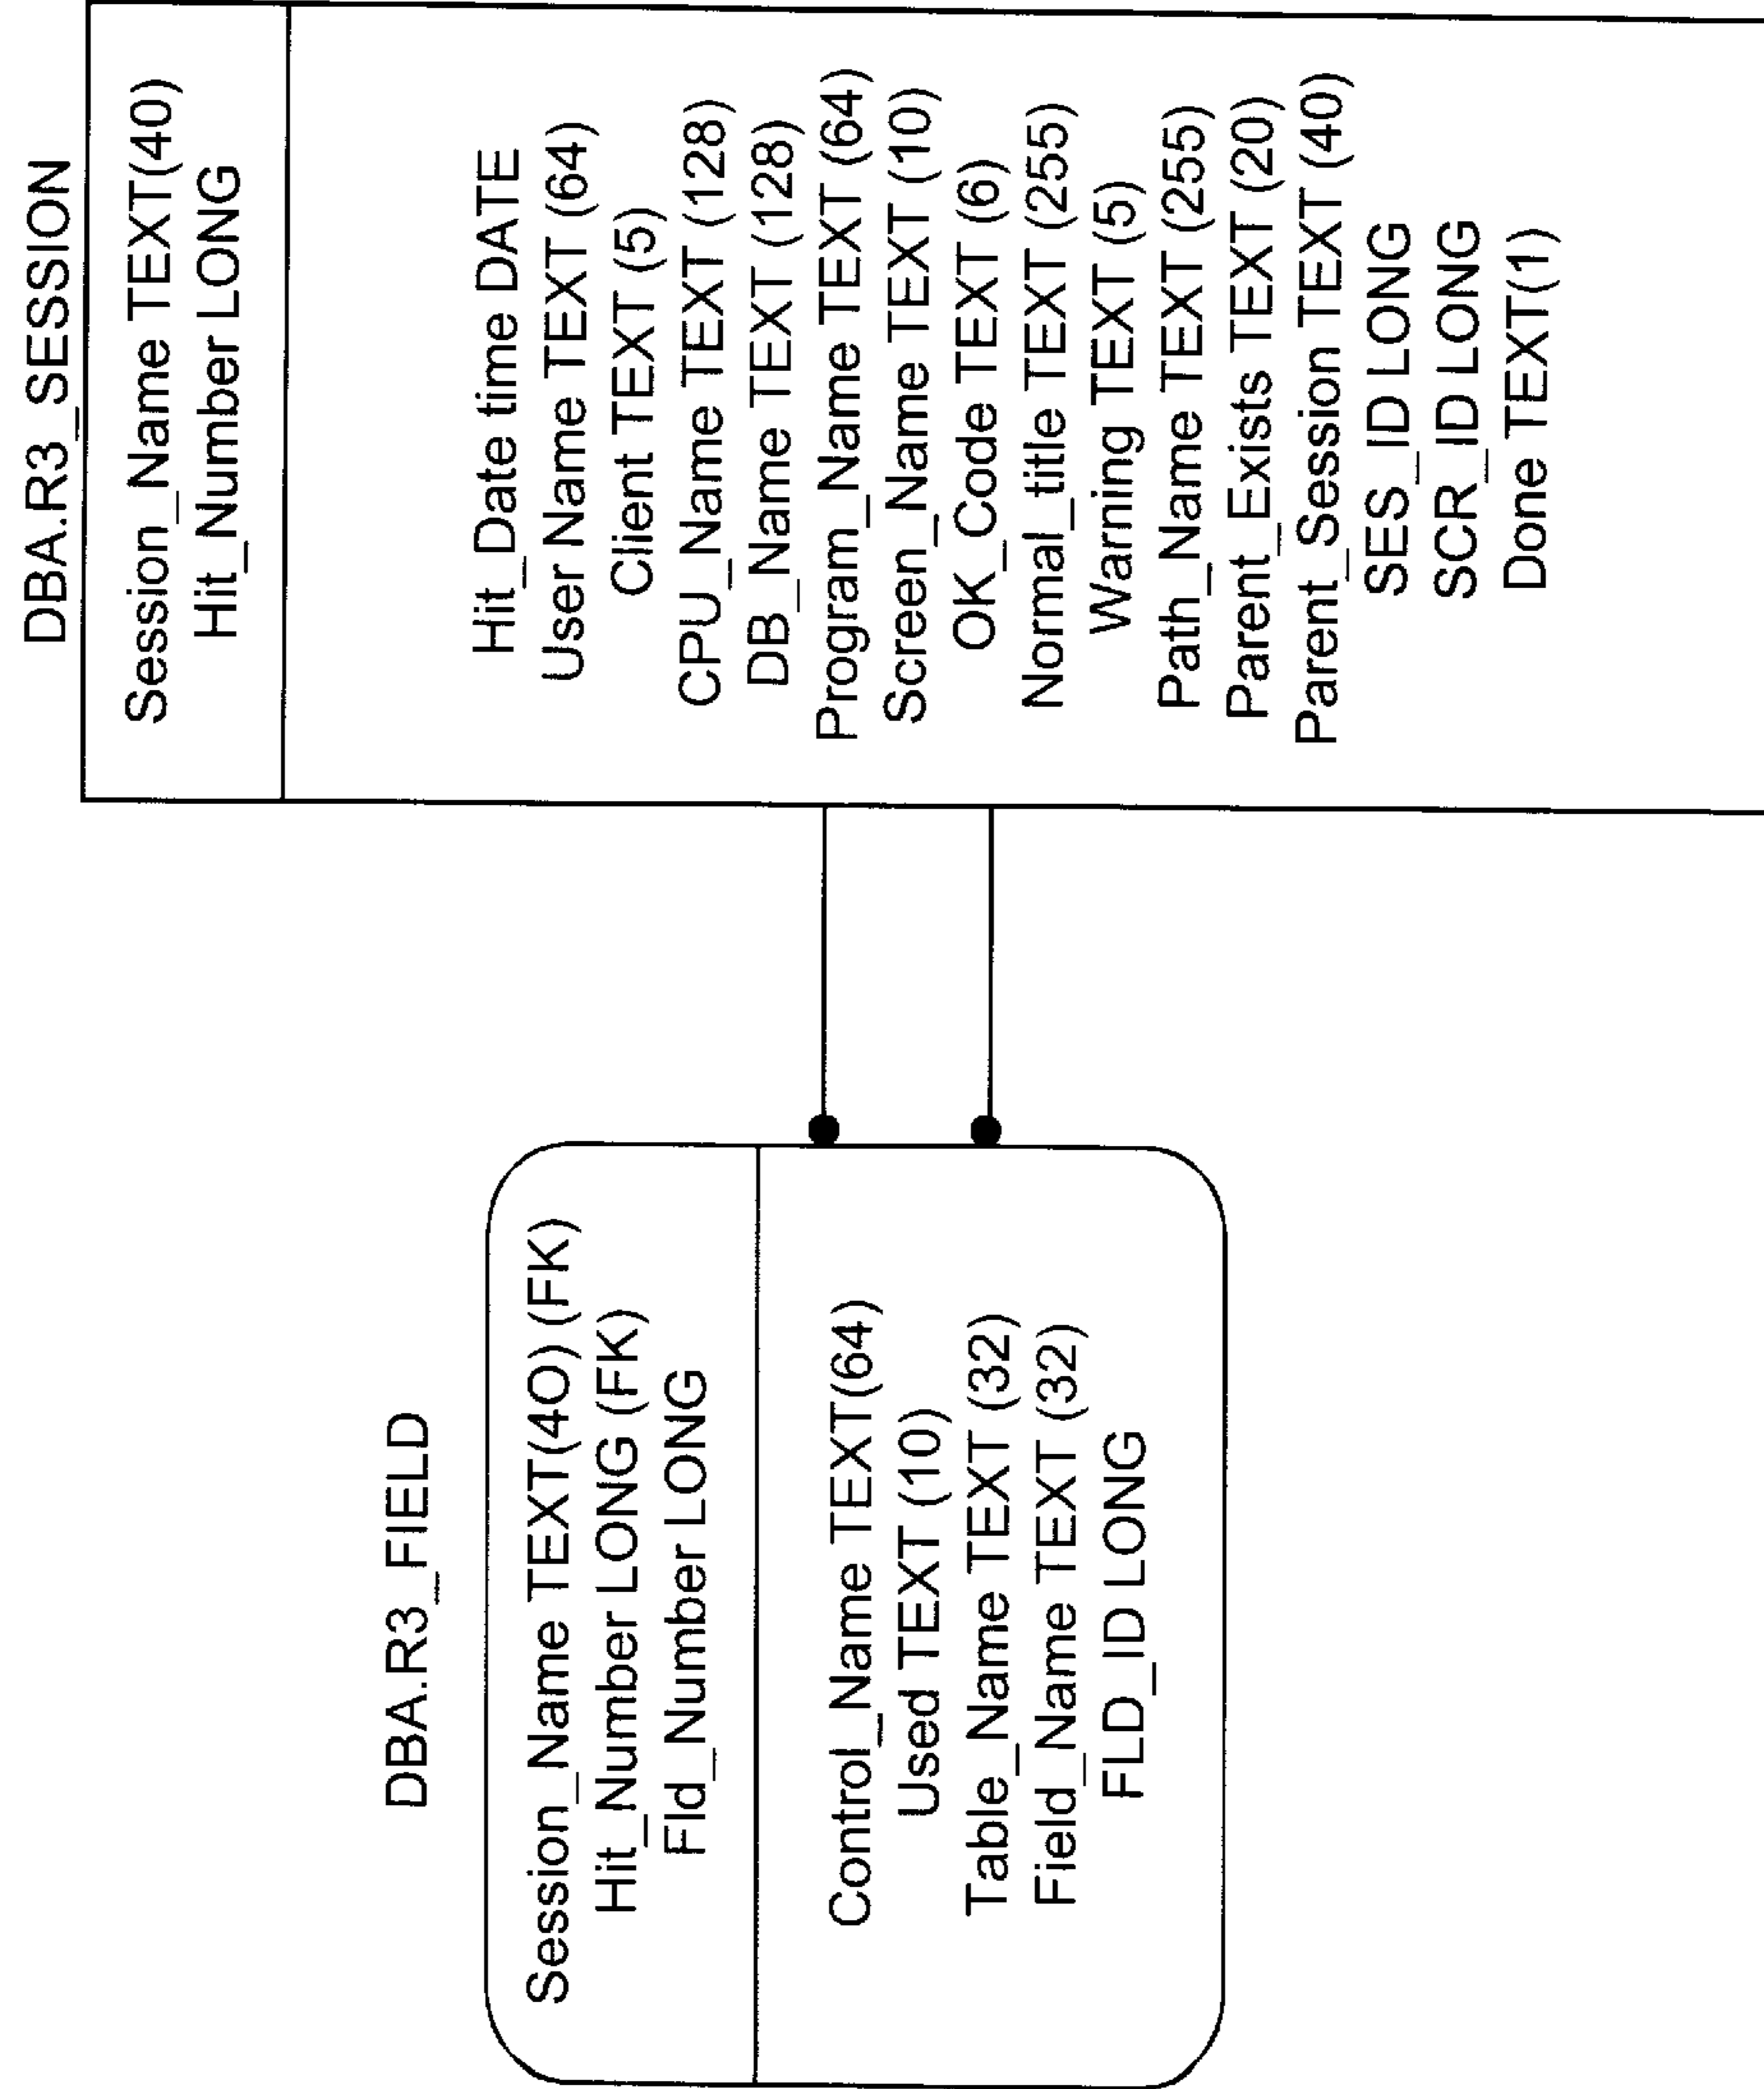 DBA.R3_FIELD
Session_Name TEXT(4O) (FK)
Hit_Number LONG (FK)
Fld_Number LONG
Control_Name TEXT(64)
Used TEXT (10)
Table_Name TEXT (32)
Field_Name TEXT (32)
FLD_ID LONG
DBA.R3_SESSION
Session_Name TEXT(40)
Hit_Number LONG
Hit_Date time DATE
User Name TEXT (64)
Client TEXT (5)
CPU_Name TEXT (128)
DB_Name TEXT (128)
Program_Name TEXT (64)
Screen_Name TEXT (10)
OK_Code TEXT (6)
Normal_title TEXT (255)
Warning TEXT (5)
Path_Name TEXT (255)
Parent_Exists TEXT (20)
Parent_Session TEXT (40)
SES_ID LONG
SCR_ID LONG
Done TEXT(1)